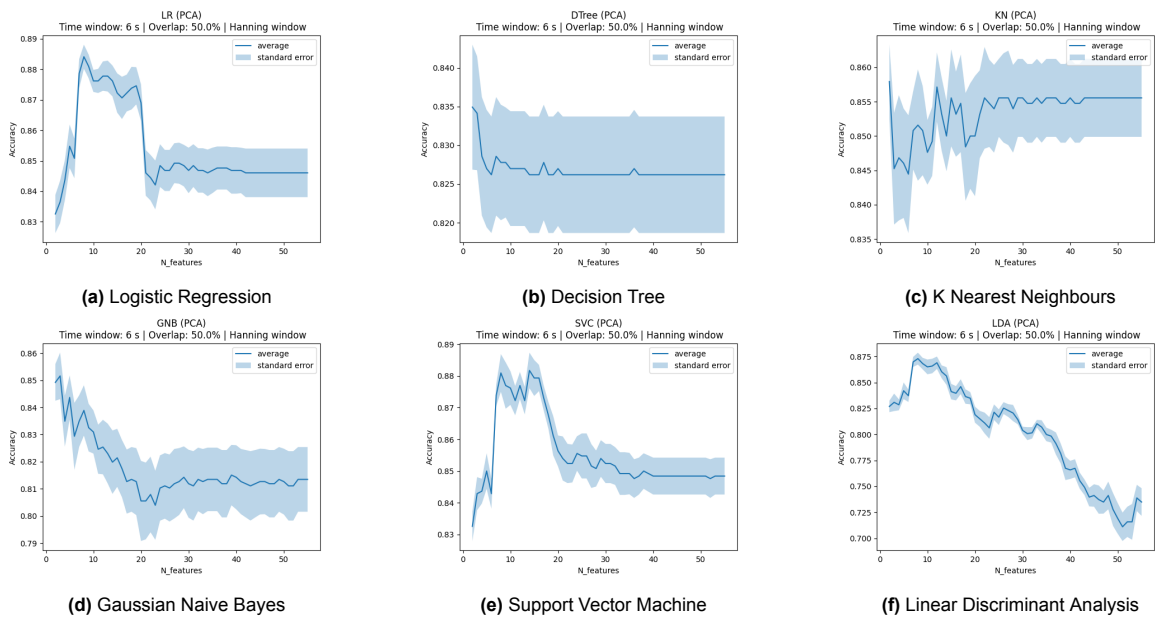 LR (PCA)
Time window: 6 s | Overlap: 50.0% | Hanning window
0.89
0.88
0.87
0.86
0.85
0.84
0.83
Accuracy
average
standard error
0
10
20
30
40
50
N_features
(a) Logistic Regression
DTree (PCA)
Time window: 6 s | Overlap: 50.0% | Hanning window
0.840
0.835
0.830
0.825
0.820
Accuracy
average
standard error
0
10
20
30
40
50
N_features
(b) Decision Tree
KN (PCA)
Time window: 6 s | Overlap: 50.0% | Hanning window
0.860
0.855
0.850
0.845
0.840
0.835
Accuracy
average
standard error
0
10
20
30
40
50
N_features
(c) K Nearest Neighbours
GNB (PCA)
Time window: 6 s | Overlap: 50.0% | Hanning window
0.86
0.85
0.84
0.83
0.82
0.81
0.80
0.79
Accuracy
average
standard error
0
10
20
30
40
50
N_features
(d) Gaussian Naive Bayes
SVC (PCA)
Time window: 6 s | Overlap: 50.0% | Hanning window
0.89
0.88
0.87
0.86
0.85
0.84
0.83
Accuracy
average
standard error
0
10
20
30
40
50
N_features
(e) Support Vector Machine
LDA (PCA)
Time window: 6 s | Overlap: 50.0% | Hanning window
0.875
0.850
0.825
0.800
0.775
0.750
0.725
0.700
Accuracy
average
standard error
0
10
20
30
40
50
N_features
(f) Linear Discriminant Analysis